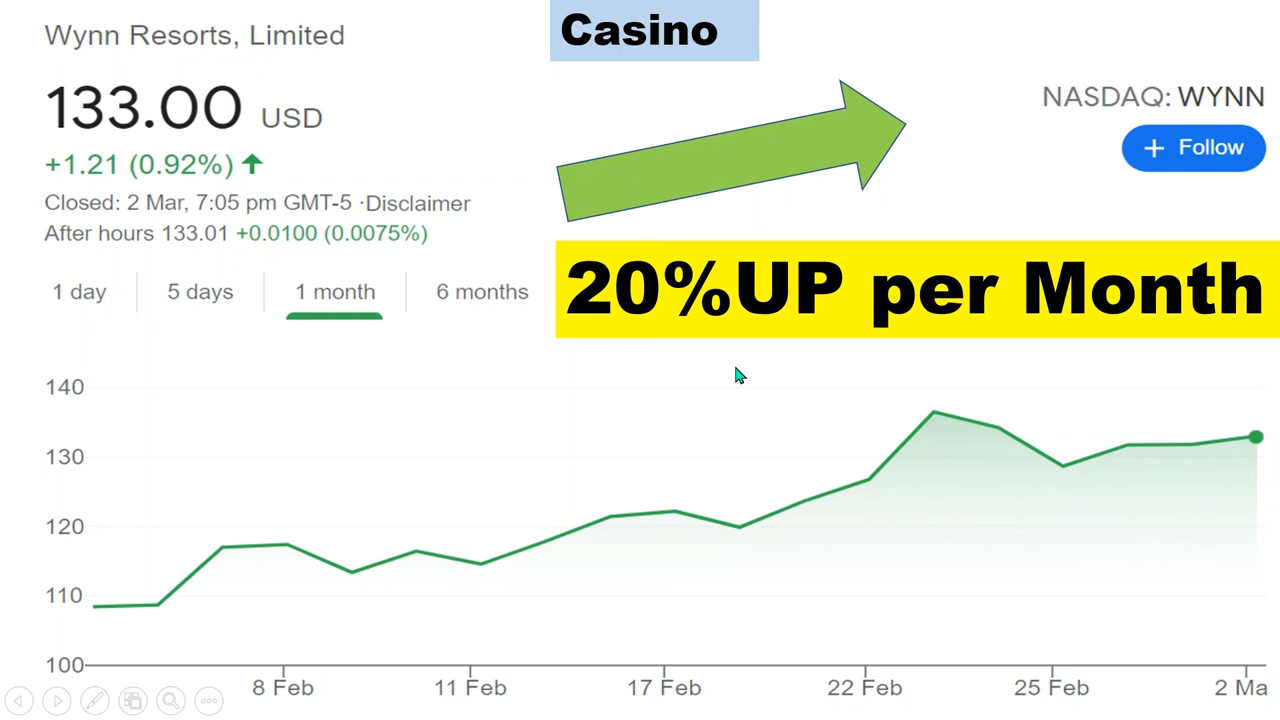 Wynn Resorts, Limited
Casino
133.00 USD
NASDAQ: WYNN
+ Follow
+1.21 (0.92%)
Closed: 2 Mar, 7:05 pm GMT-5 ·Disclaimer
After hours 133.01 +0.0100 (0.0075%)
1 day 5 days 1 month 6 months
20%UP per Month
140
130
120
110
100
8 Feb 11 Feb 17 Feb 22 Feb 25 Feb 2 Ma